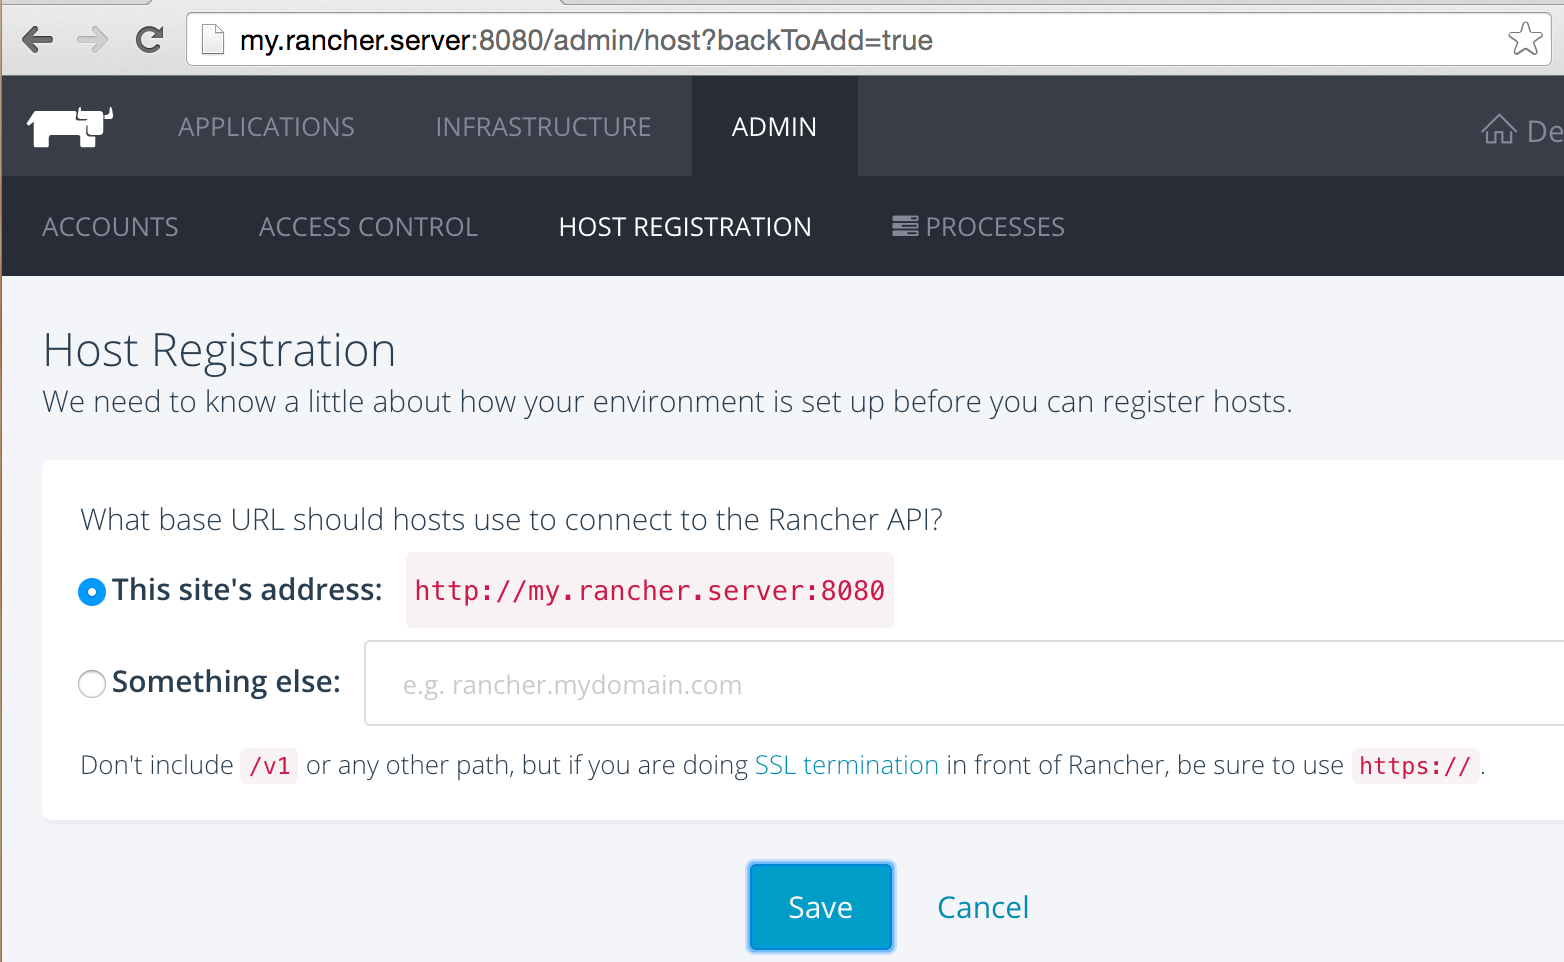 my.rancher.server:8080/admin/host?backToAdd=true
APPLICATIONS INFRASTRUCTURE ADMIN
ACCOUNTS ACCESS CONTROL HOST REGISTRATION PROCESSES
Host Registration
We need to know a little about how your environment is set up before you can register hosts.
What base URL should hosts use to connect to the Rancher API?
This site's address: http://my.rancher.server:8080
Something else: e.g. rancher.mydomain.com
Don't include /v1 or any other path, but if you are doing SSL termination in front of Rancher, be sure to use https:// .
Save Cancel